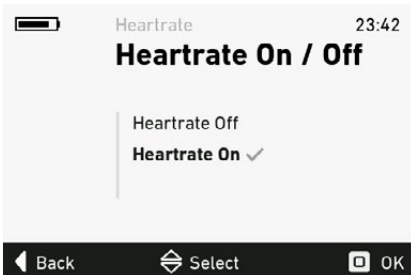 Heartrate 23:42
Heartrate On / Off
Heartrate Off
Heartrate On
Back Select OK